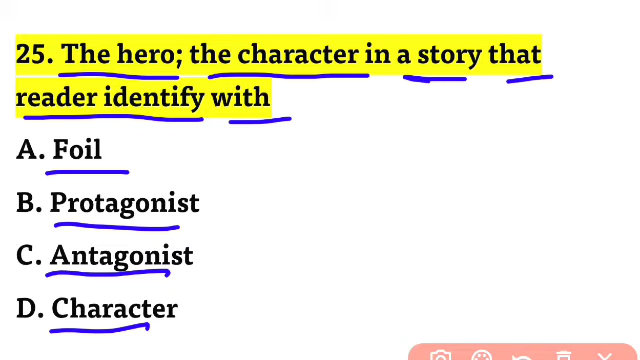 25. The hero; the character in a story that
reader identify with
A. Foil
B. Protagonist
C. Antagonist
D. Character